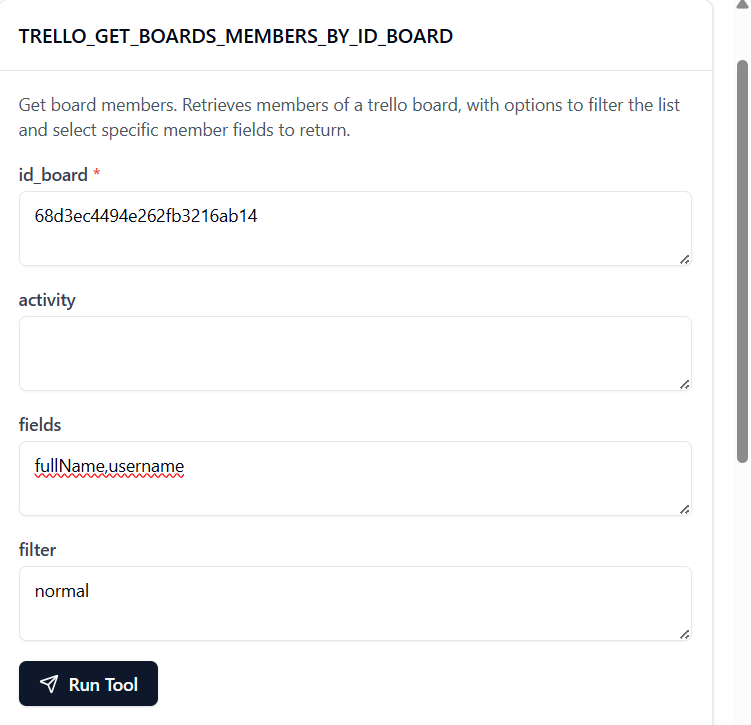 TRELLO_GET_BOARDS_MEMBERS_BY_ID_BOARD
Get board members. Retrieves members of a trello board, with options to filter the list
and select specific member fields to return.
id_board *
68d3ec4494e262fb3216ab14
activity
fields
fullName,username
filter
normal
Run Tool